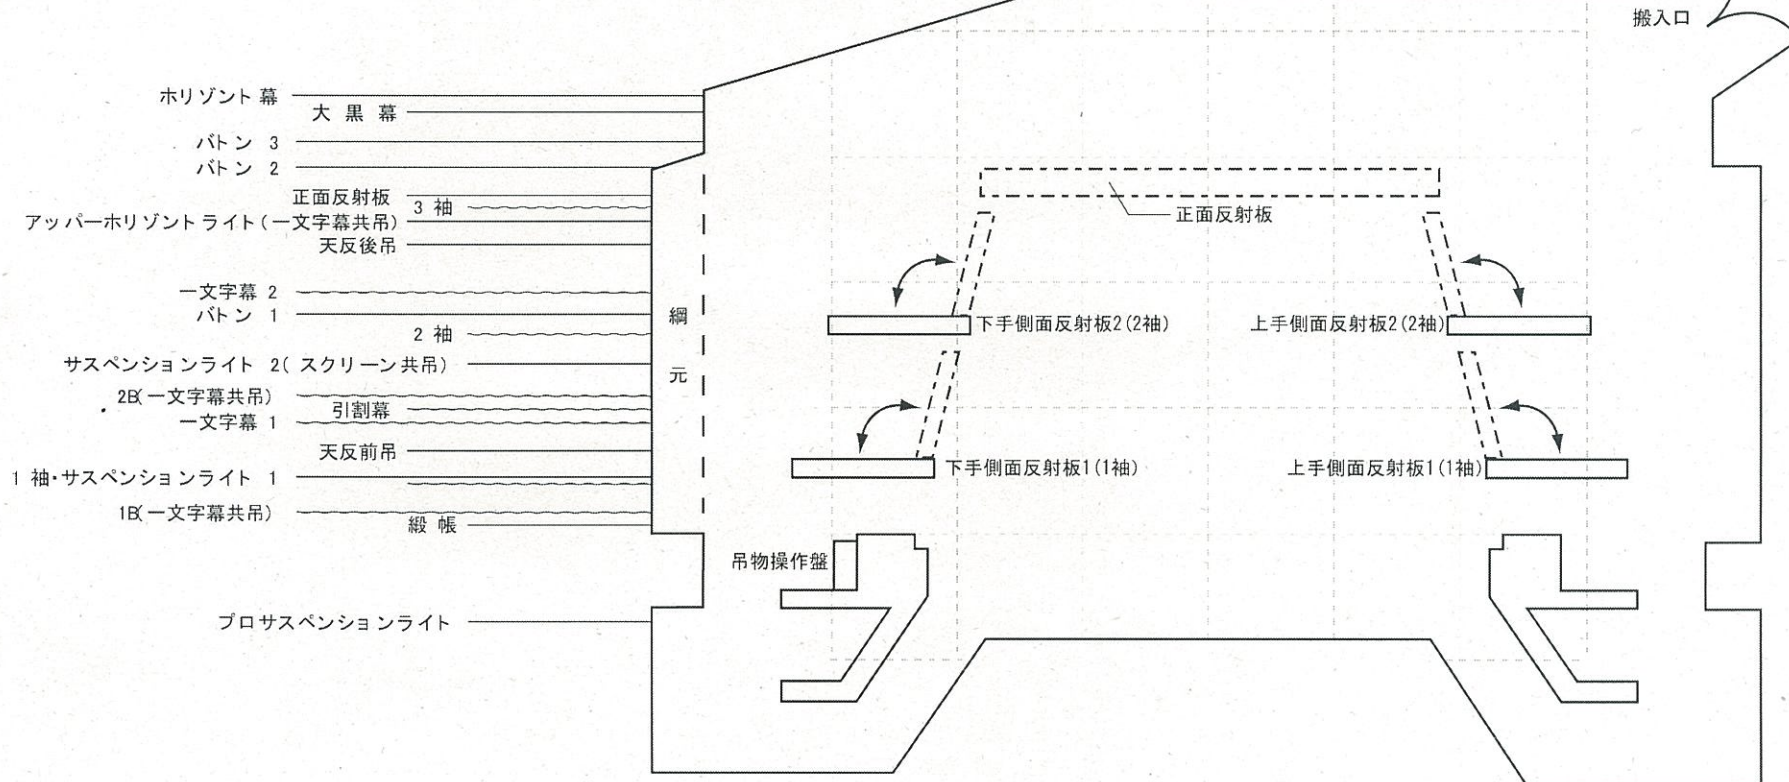 搬入口
ホリゾント幕
大黒幕
バトン 3
バトン 2
正面反射板
3 袖
アッパーホリゾントライト(一文字幕共吊)
天反後吊
一文字幕 2
バトン 1
2 袖
サスペンションライト 2(スクリーン共吊)
2B(一文字幕共吊)
引割幕
一文字幕 1
天反前吊
1 袖・サスペンションライト 1
1B(一文字幕共吊)
緞帳
プロサスペンションライト
綱元
正面反射板
下手側面反射板2(2袖)
上手側面反射板2(2袖)
下手側面反射板1(1袖)
上手側面反射板1(1袖)
吊物操作盤